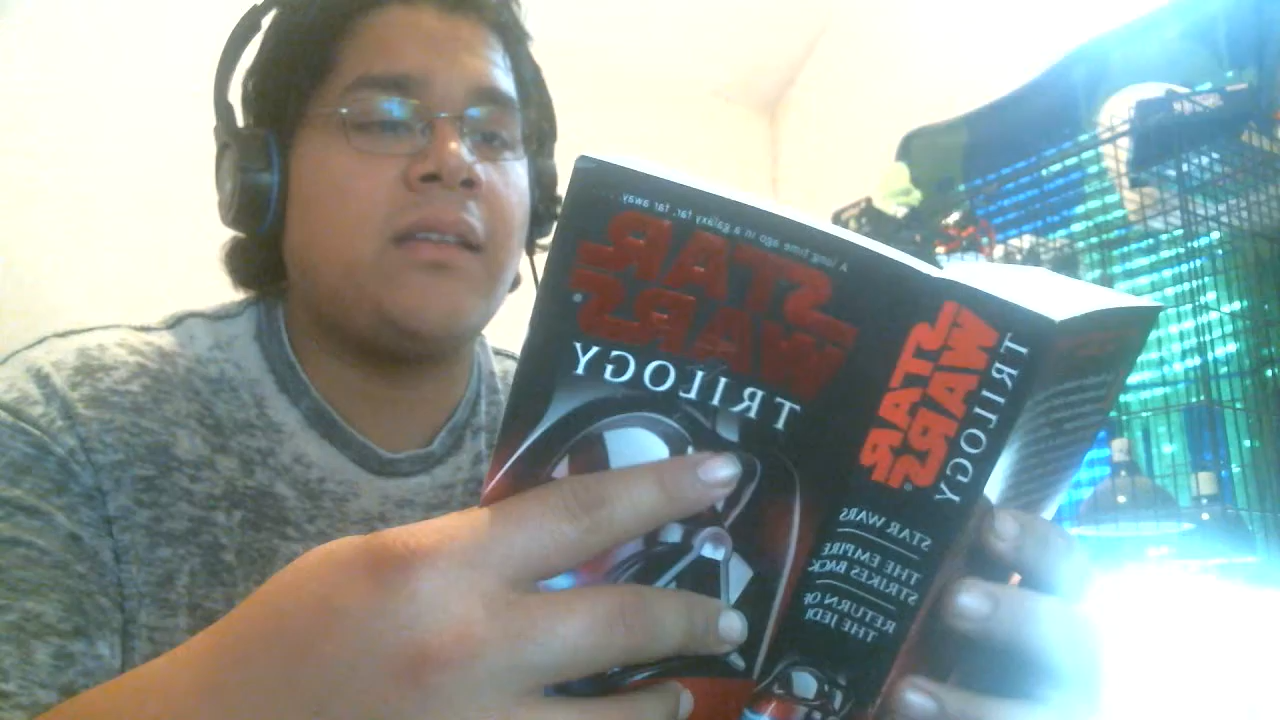 A long time ago in a galaxy far, far away...
STAR
WARS®
TRILOGY
STAR
WARS®
TRILOGY
STAR WARS
THE EMPIRE
STRIKES BACK
RETURN OF
THE JEDI